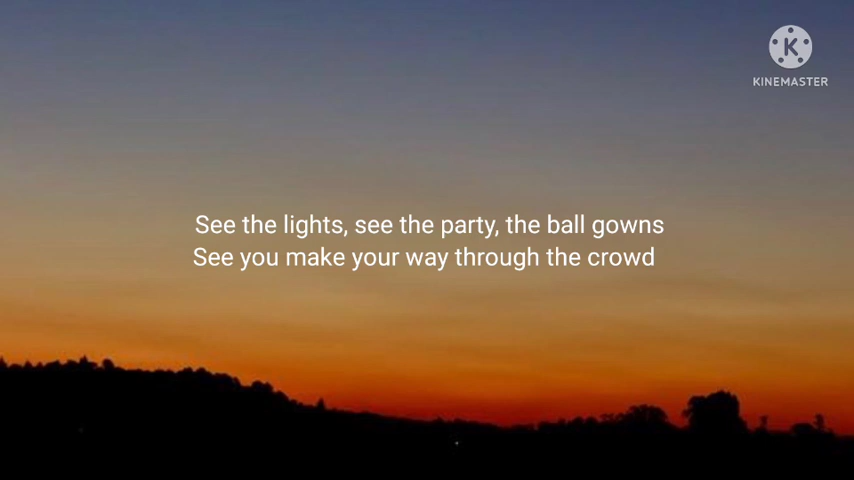 K
KINEMASTER
See the lights, see the party, the ball gowns
See you make your way through the crowd